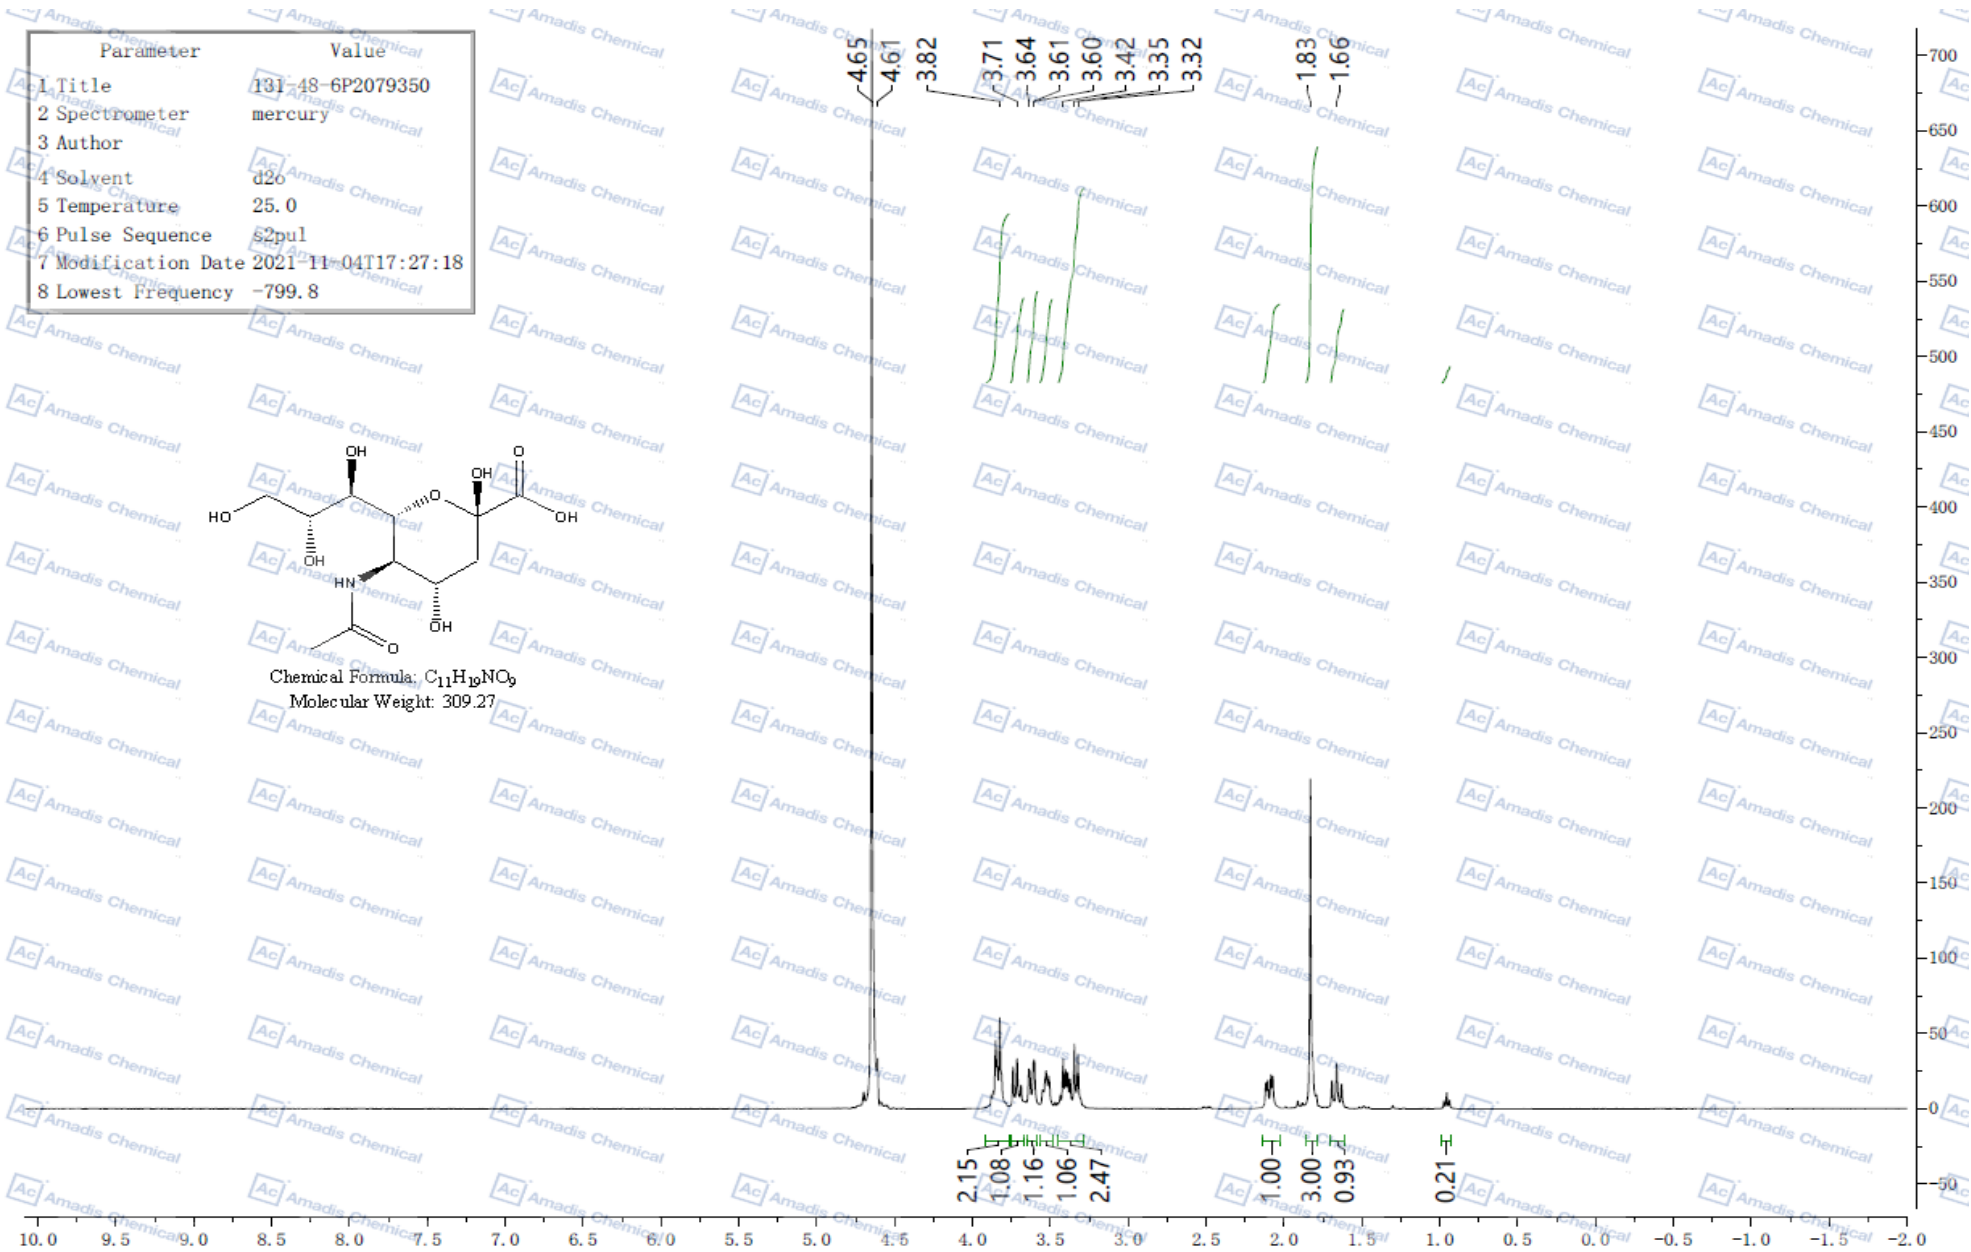 Parameter Value
1 Title 131-48-6P2079350
2 Spectrometer mercury
3 Author
4 Solvent d2o
5 Temperature 25.0
6 Pulse Sequence s2pul
7 Modification Date 2021-11-04T17:27:18
8 Lowest Frequency -799.8
4.65
4.61
3.82
3.71
3.64
3.61
3.60
3.42
3.35
3.32
1.83
1.66
700
650
600
550
500
450
400
350
300
250
200
150
100
50
0
-50
OH
O
OH
O
HO
OH
OH
HN
OH
O
Chemical Formula: C11H19NO9
Molecular Weight: 309.27
2.15
1.08
1.16
1.06
2.47
1.00
3.00
0.93
0.21
10.0 9.5 9.0 8.5 8.0 7.5 7.0 6.5 6.0 5.5 5.0 4.5 4.0 3.5 3.0 2.5 2.0 1.5 1.0 0.5 0.0 -0.5 -1.0 -1.5 -2.0
Ac Amadis Chemical